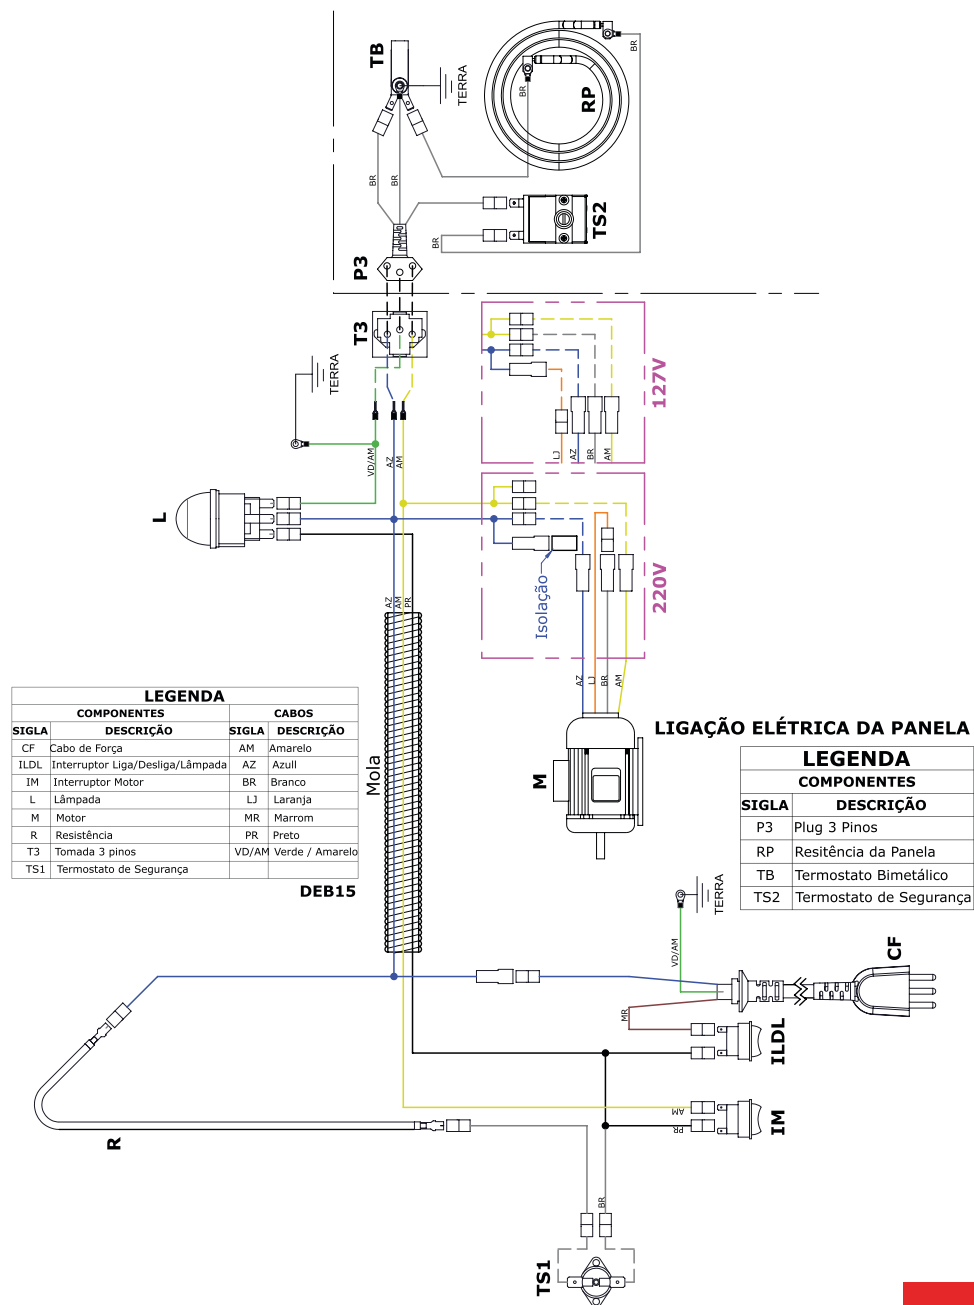 TB
TERRA
BR
BR
RP
BR
BR
BR
TS2
P3
T3
TERRA
127V
LJ
AZ
BR
AM
VD/AM
AZ
AM
L
220V
Isolação
AZ
AM
PR
AZ
LJ
BR
AM
M
Mola
LEGENDA
COMPONENTES CABOS
SIGLA DESCRIÇÃO SIGLA DESCRIÇÃO
CF Cabo de Força AM Amarelo
ILDL Interruptor Liga/Desliga/Lâmpada AZ Azull
IM Interruptor Motor BR Branco
L Lâmpada LJ Laranja
M Motor MR Marrom
R Resistência PR Preto
T3 Tomada 3 pinos VD/AM Verde / Amarelo
TS1 Termostato de Segurança
DEB15
LIGAÇÃO ELÉTRICA DA PANELA
LEGENDA
COMPONENTES
SIGLA DESCRIÇÃO
P3 Plug 3 Pinos
RP Resitência da Panela
TB Termostato Bimetálico
TS2 Termostato de Segurança
TERRA
VD/AM
CF
MR
ILDL
AM
PR
IM
R
BR
TS1